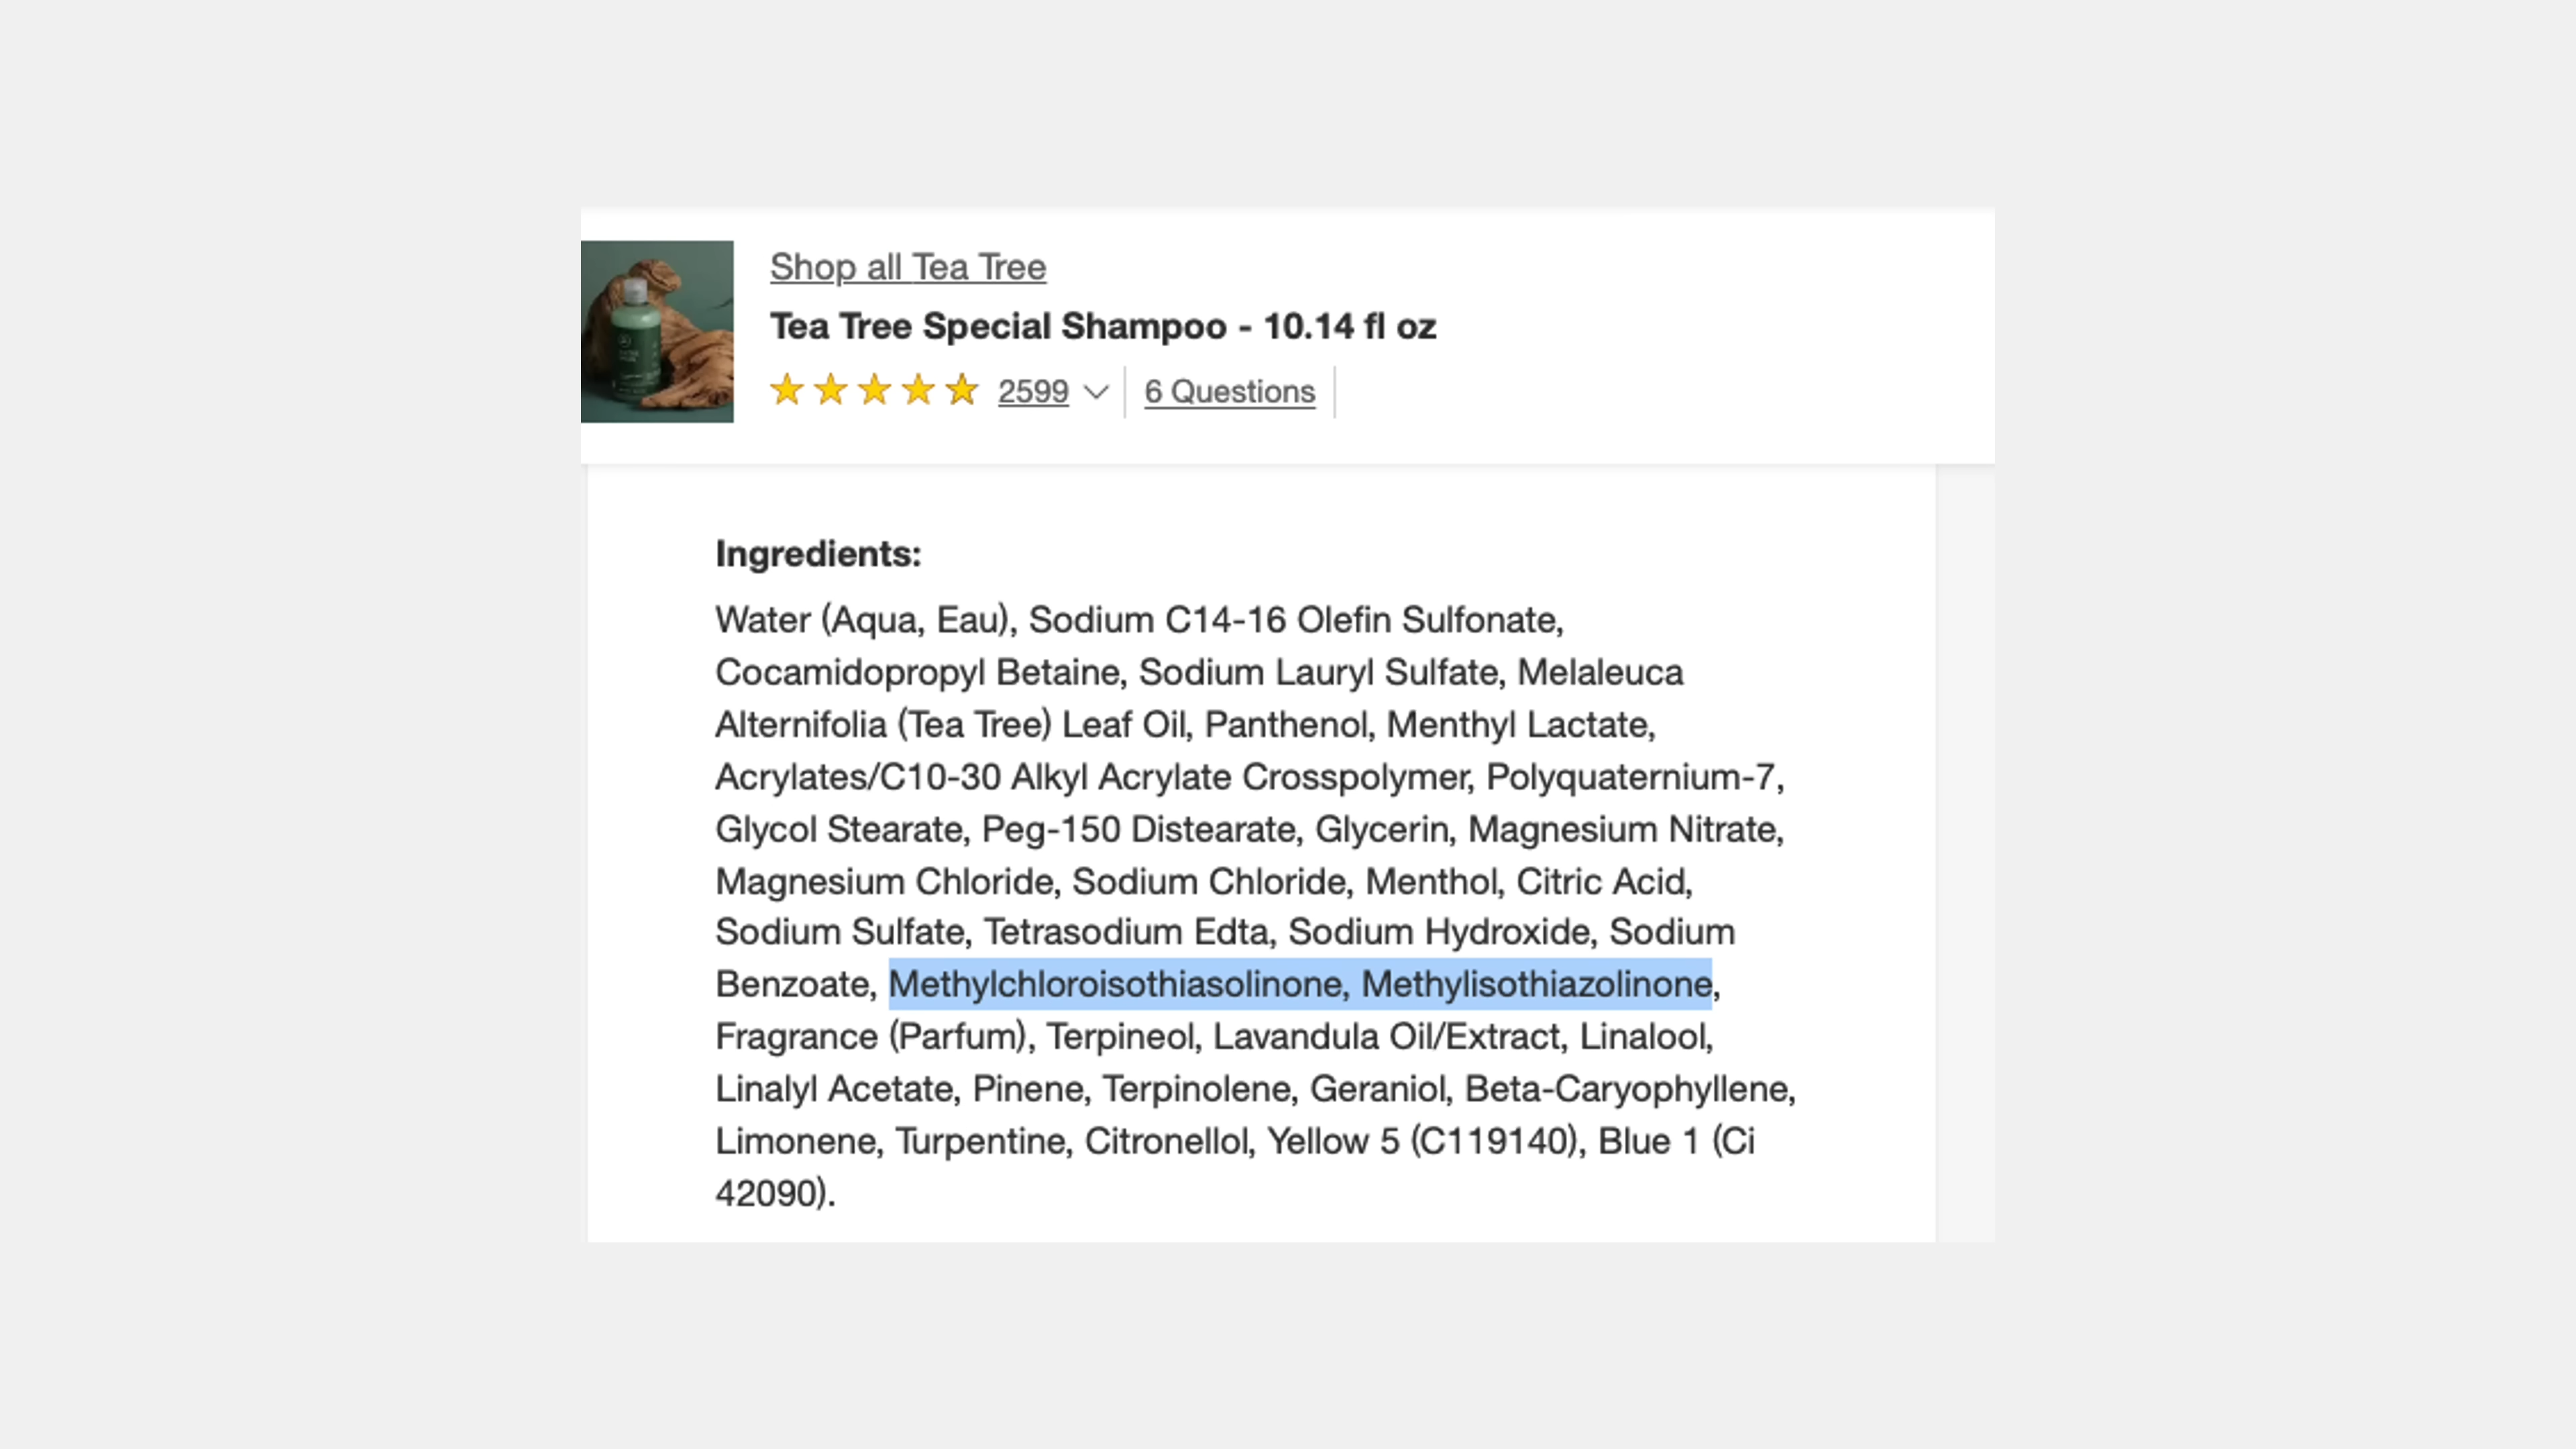 Shop all Tea Tree
Tea Tree Special Shampoo - 10.14 fl oz
2599
6 Questions
Ingredients:
Water (Aqua, Eau), Sodium C14-16 Olefin Sulfonate,
Cocamidopropyl Betaine, Sodium Lauryl Sulfate, Melaleuca
Alternifolia (Tea Tree) Leaf Oil, Panthenol, Menthyl Lactate,
Acrylates/C10-30 Alkyl Acrylate Crosspolymer, Polyquaternium-7,
Glycol Stearate, Peg-150 Distearate, Glycerin, Magnesium Nitrate,
Magnesium Chloride, Sodium Chloride, Menthol, Citric Acid,
Sodium Sulfate, Tetrasodium Edta, Sodium Hydroxide, Sodium
Benzoate, Methylchloroisothiasolinone, Methylisothiazolinone,
Fragrance (Parfum), Terpineol, Lavandula Oil/Extract, Linalool,
Linalyl Acetate, Pinene, Terpinolene, Geraniol, Beta-Caryophyllene,
Limonene, Turpentine, Citronellol, Yellow 5 (C119140), Blue 1 (Ci
42090).